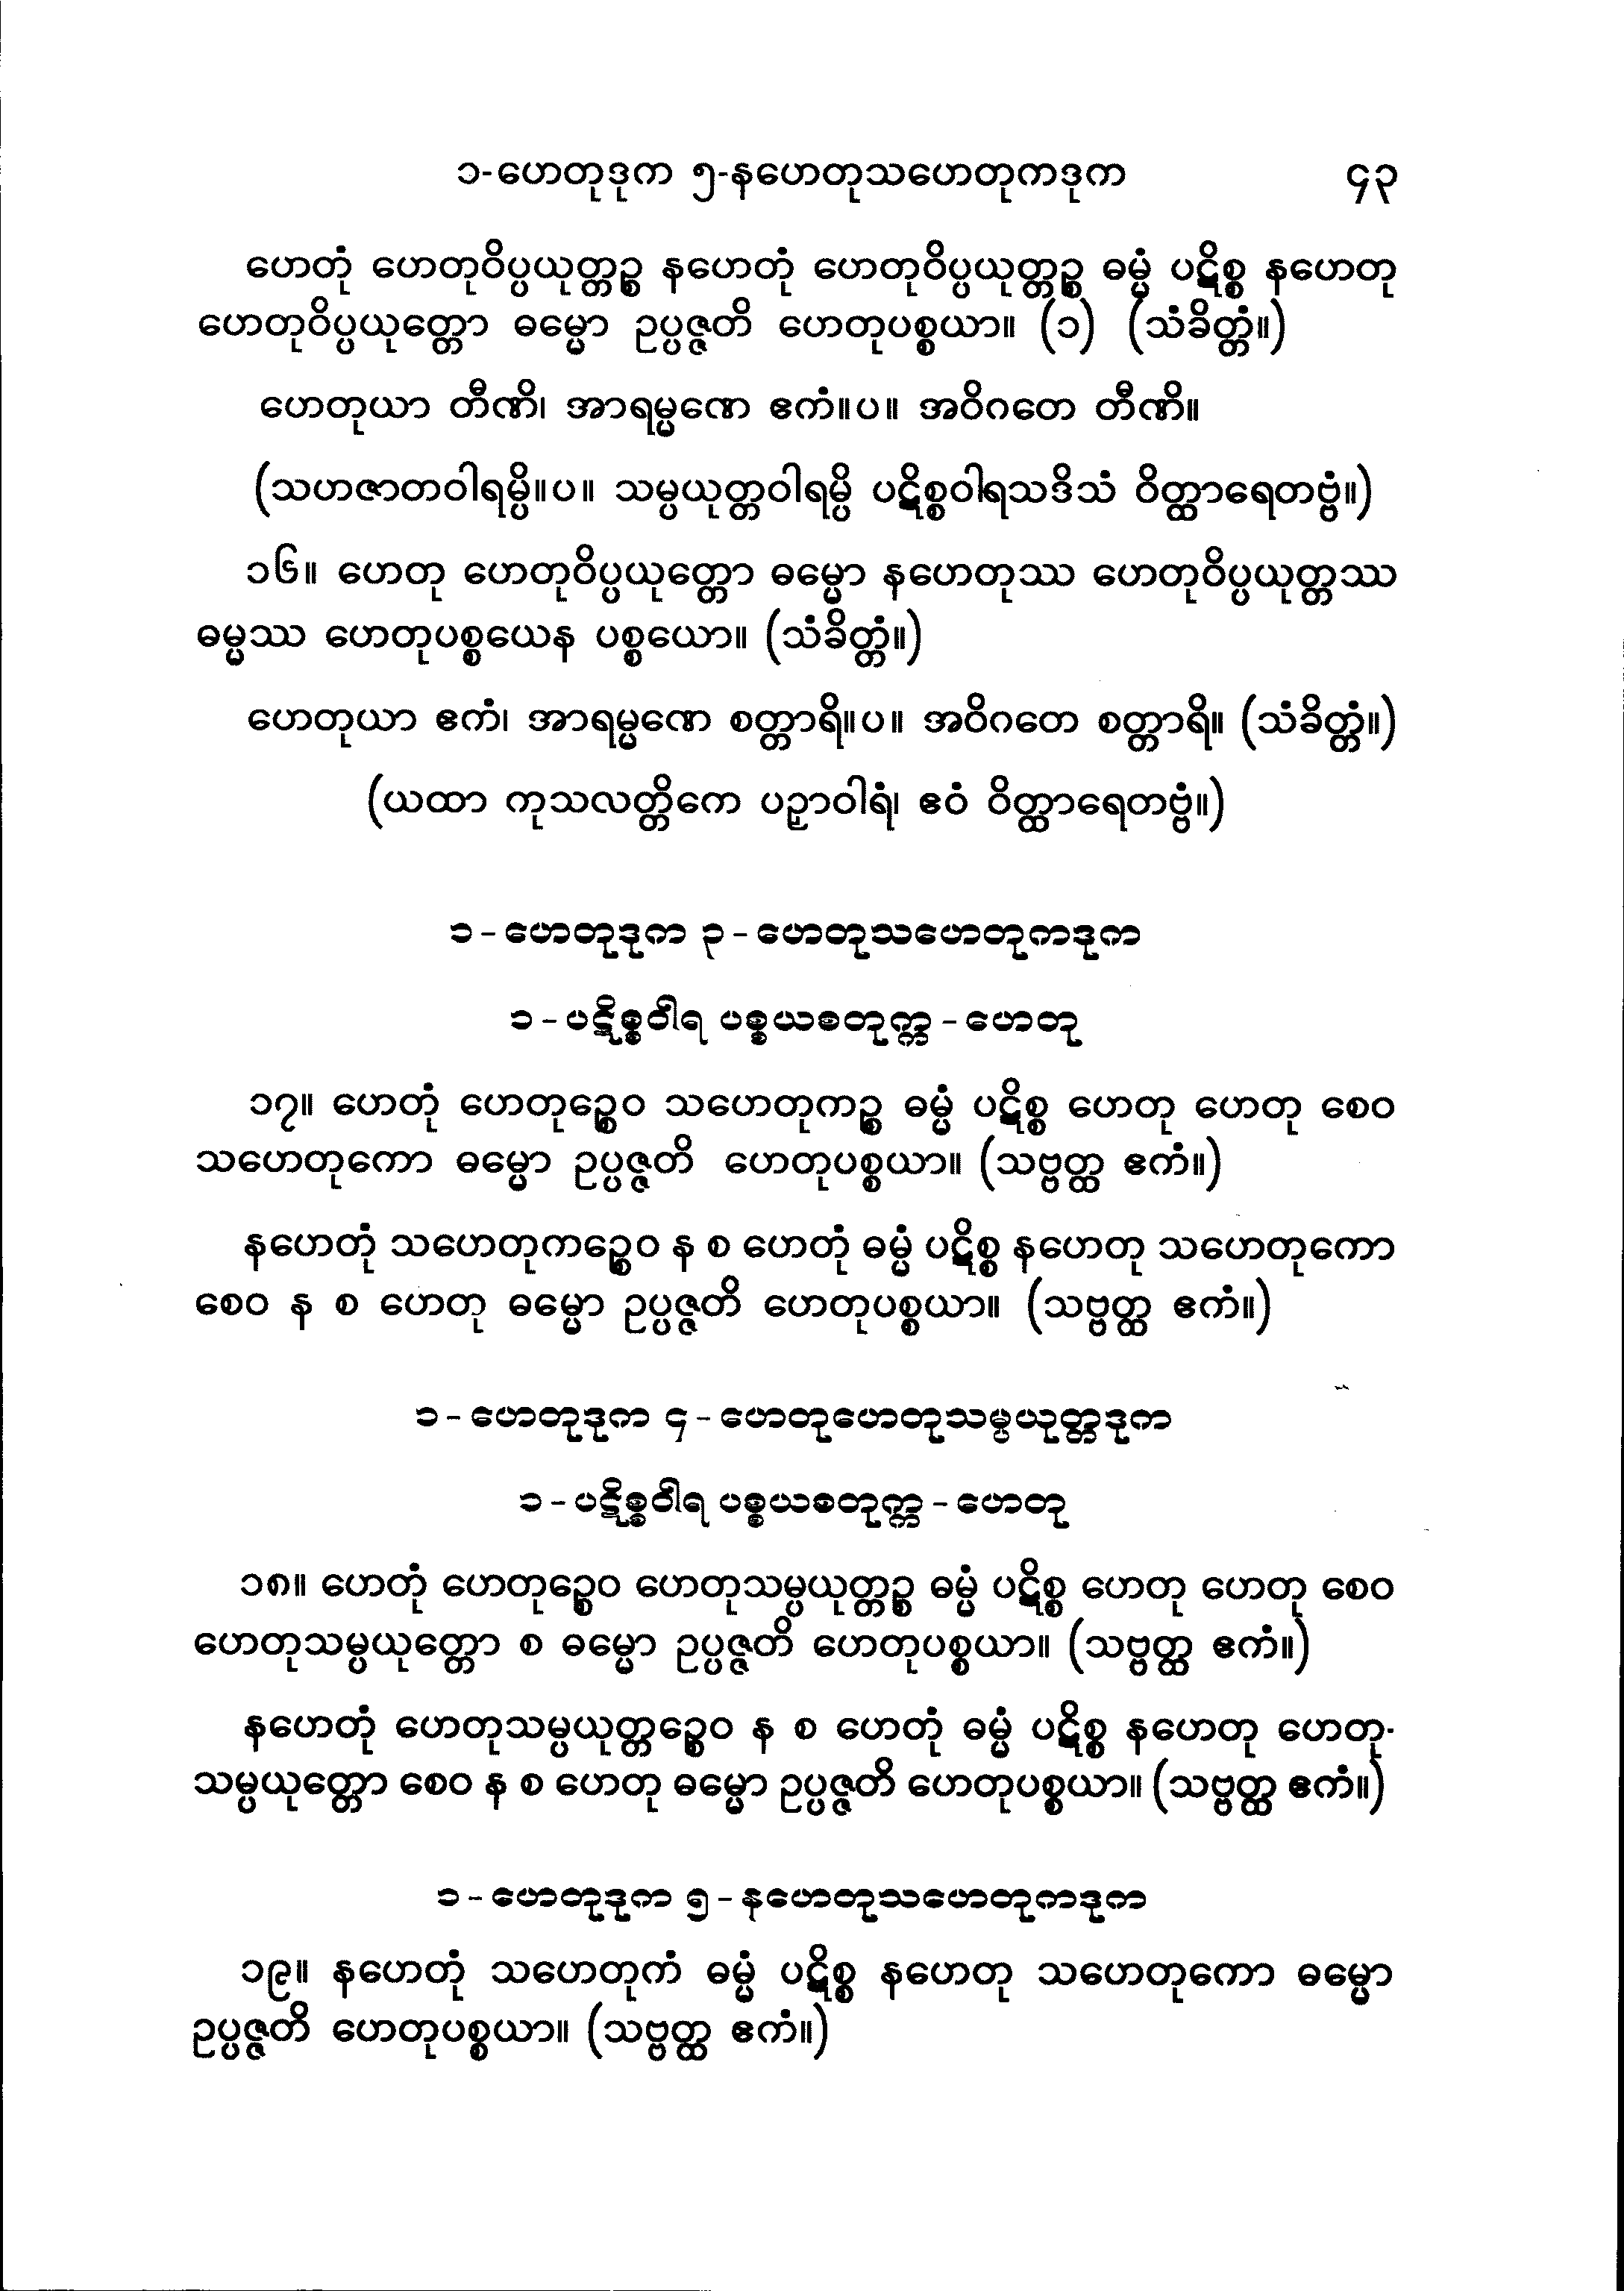 ၁-ဟေတုဒုက ၅-နဟေတုသဟေတုကဒုက ၄၃
ဟေတုံ ဟေတုဝိပ္ပယုတ္တဉ္စ နဟေတုံ ဟေတုဝိပ္ပယုတ္တဉ္စ ဓမ္မံ ပဋိစ္စ နဟေတု
ဟေတုဝိပ္ပယုတ္တော ဓမ္မော ဥပ္ပဇ္ဇတိ ဟေတုပစ္စယာ။ (၁) (သံခိတ္တံ။)
ဟေတုယာ တီဏိ၊ အာရမ္မဏေ ဧကံ။ပ။ အဝိဂတေ တီဏိ။
(သဟဇာတဝါရမ္ပိ။ပ။ သမ္ပယုတ္တဝါရမ္ပိ ပဋိစ္စဝါရသဒိသံ ဝိတ္ထာရေတဗ္ဗံ။)
၁၆။ ဟေတု ဟေတုဝိပ္ပယုတ္တော ဓမ္မော နဟေတုဿ ဟေတုဝိပ္ပယုတ္တဿ
ဓမ္မဿ ဟေတုပစ္စယေန ပစ္စယော။ (သံခိတ္တံ။)
ဟေတုယာ ဧကံ၊ အာရမ္မဏေ စတ္တာရိ။ပ။ အဝိဂတေ စတ္တာရိ။ (သံခိတ္တံ။)
(ယထာ ကုသလတ္တိကေ ပဉှာဝါရံ၊ ဧဝံ ဝိတ္ထာရေတဗ္ဗံ။)
၁-ဟေတုဒုက ၃-ဟေတုသဟေတုကဒုက
၁-ပဋိစ္စဝါရ ပစ္စယစတုက္က-ဟေတု
၁၇။ ဟေတုံ ဟေတုဉ္စေဝ သဟေတုကဉ္စ ဓမ္မံ ပဋိစ္စ ဟေတု ဟေတု စေဝ
သဟေတုကော ဓမ္မော ဥပ္ပဇ္ဇတိ ဟေတုပစ္စယာ။ (သဗ္ဗတ္ထ ဧကံ။)
နဟေတုံ သဟေတုကဉ္စေဝ န စ ဟေတုံ ဓမ္မံ ပဋိစ္စ နဟေတု သဟေတုကော
စေဝ န စ ဟေတု ဓမ္မော ဥပ္ပဇ္ဇတိ ဟေတုပစ္စယာ။ (သဗ္ဗတ္ထ ဧကံ။)
၁-ဟေတုဒုက ၄-ဟေတုဟေတုသမ္ပယုတ္တဒုက
၁-ပဋိစ္စဝါရ ပစ္စယစတုက္က-ဟေတု
၁၈။ ဟေတုံ ဟေတုဉ္စေဝ ဟေတုသမ္ပယုတ္တဉ္စ ဓမ္မံ ပဋိစ္စ ဟေတု ဟေတု စေဝ
ဟေတုသမ္ပယုတ္တော စ ဓမ္မော ဥပ္ပဇ္ဇတိ ဟေတုပစ္စယာ။ (သဗ္ဗတ္ထ ဧကံ။)
နဟေတုံ ဟေတုသမ္ပယုတ္တဉ္စေဝ န စ ဟေတုံ ဓမ္မံ ပဋိစ္စ နဟေတု ဟေတု-
သမ္ပယုတ္တော စေဝ န စ ဟေတု ဓမ္မော ဥပ္ပဇ္ဇတိ ဟေတုပစ္စယာ။ (သဗ္ဗတ္ထ ဧကံ။)
၁-ဟေတုဒုက ၅-နဟေတုသဟေတုကဒုက
၁၉။ နဟေတုံ သဟေတုကံ ဓမ္မံ ပဋိစ္စ နဟေတု သဟေတုကော ဓမ္မော
ဥပ္ပဇ္ဇတိ ဟေတုပစ္စယာ။ (သဗ္ဗတ္ထ ဧကံ။)